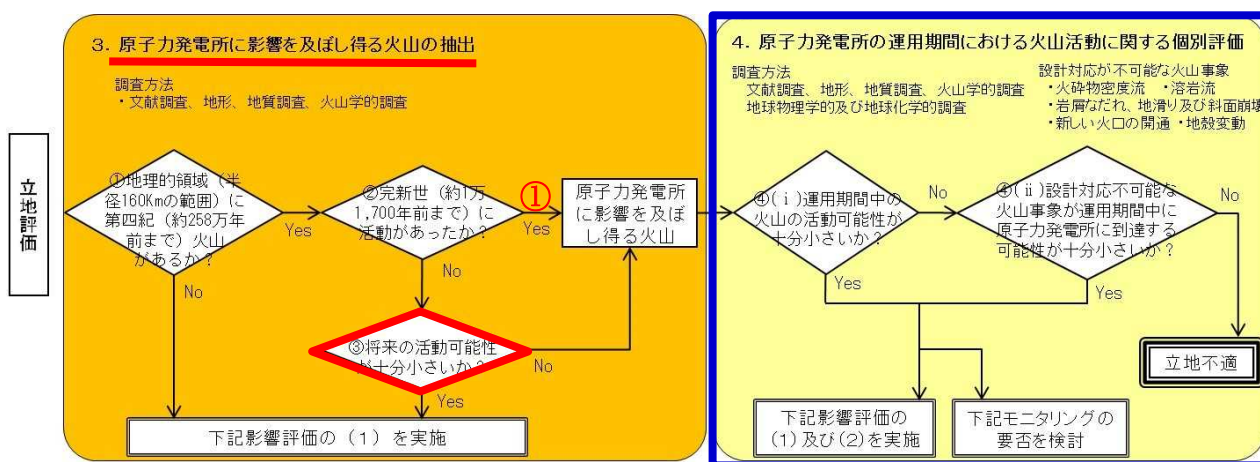 立地評価
3. 原子力発電所に影響を及ぼし得る火山の抽出
調査方法
・文献調査、地形、地質調査、火山学的調査
①地理的領域（半
径160Kmの範囲）に
第四紀（約258万年
前まで）火山
があるか？
Yes
No
②完新世（約1万
1,700年前まで）に
活動があったか？
①
Yes
No
原子力発電所
に影響を及ぼ
し得る火山
③将来の活動可能性
が十分小さいか？
No
Yes
下記影響評価の（1）を実施
4. 原子力発電所の運用期間における火山活動に関する個別評価
調査方法
文献調査、地形、地質調査、火山学的調査
地球物理学的及び地球化学的調査
設計対応が不可能な火山事象
・火砕物密度流 ・溶岩流
・岩屑なだれ、地滑り及び斜面崩壊
・新しい火口の開通 ・地殻変動
④(ⅰ)運用期間中の
火山の活動可能性が
十分小さいか？
No
Yes
④(ⅱ)設計対応不可能な
火山事象が運用期間中に
原子力発電所に到達する
可能性が十分小さいか？
No
Yes
立地不適
下記影響評価の
(1)及び(2)を実施
下記モニタリングの
要否を検討